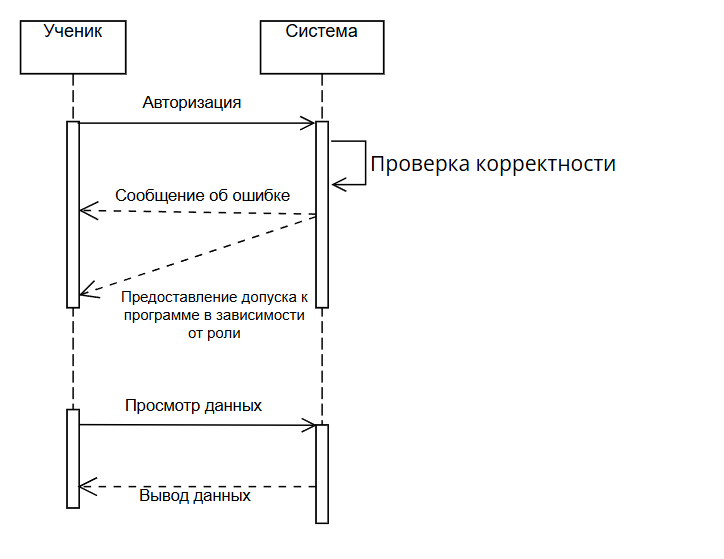 Ученик
Система
Авторизация
Проверка корректности
Сообщение об ошибке
Предоставление допуска к
программе в зависимости
от роли
Просмотр данных
Вывод данных